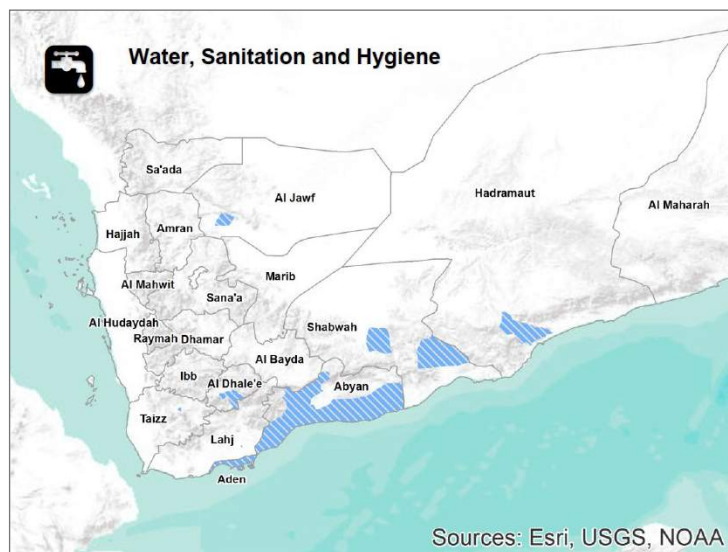 Water, Sanitation and Hygiene
Sa'ada
Al Jawf
Hadramaut
Al Maharah
Hajjah
Amran
Marib
Al Mahwit
Sana'a
Al Hudaydah
Shabwah
Raymah
Dhamar
Al Bayda
Ibb
Al Dhale'e
Abyan
Taizz
Lahj
Aden
Sources: Esri, USGS, NOAA